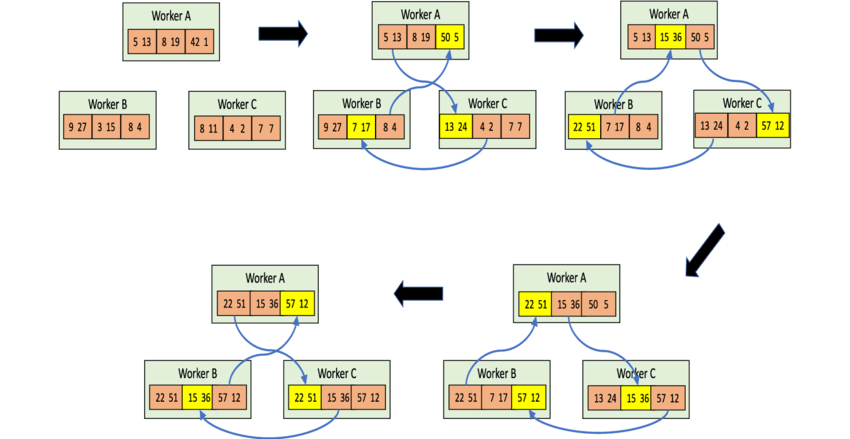 Worker A
5 13 8 19 42 1
Worker B
9 27 3 15 8 4
Worker C
8 11 4 2 7 7
Worker A
5 13 8 19 50 5
Worker B
9 27 7 17 8 4
Worker C
13 24 4 2 7 7
Worker A
5 13 15 36 50 5
Worker B
22 51 7 17 8 4
Worker C
13 24 4 2 57 12
Worker A
22 51 15 36 57 12
Worker B
22 51 15 36 57 12
Worker C
22 51 15 36 57 12
Worker A
22 51 15 36 50 5
Worker B
22 51 7 17 57 12
Worker C
13 24 15 36 57 12